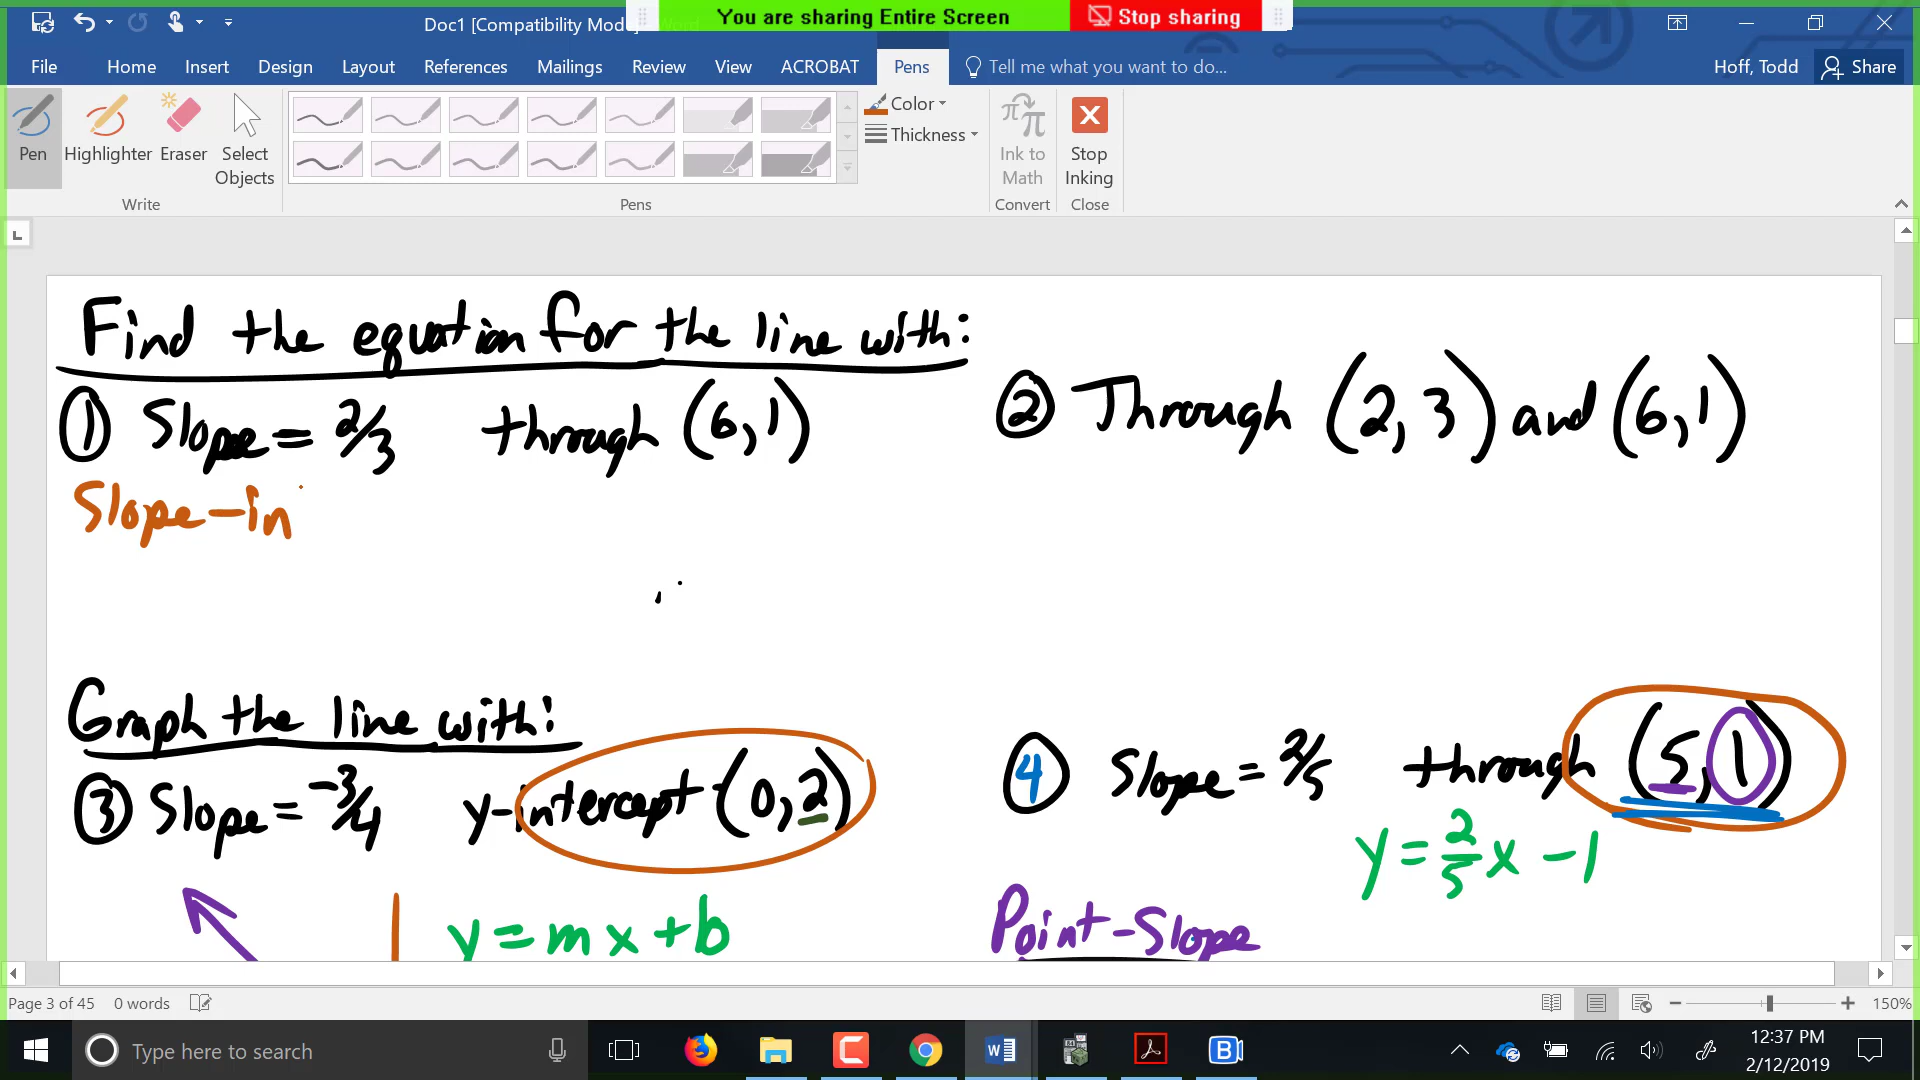 You are sharing Entire Screen
Stop sharing
Doc1 [Compatibility Mod
File Home Insert Design Layout References Mailings Review View ACROBAT Pens Tell me what you want to do... Hoff, Todd Share
Pen Highlighter Eraser Select Objects
Write
Color
Thickness
Pens
Ink to Math
Convert
Stop Inking
Close
Find the equation for the line with:
① Slope = 2/3 through (6,1)
② Through (2,3) and (6,1)
Slope-in
Graph the line with:
③ Slope = -3/4 y-intercept (0,2)
④ Slope = 2/5 through (5,1)
y = 2/5 x - 1
y = mx + b
Point-Slope
Page 3 of 45 0 words 150%
Type here to search
12:37 PM
2/12/2019